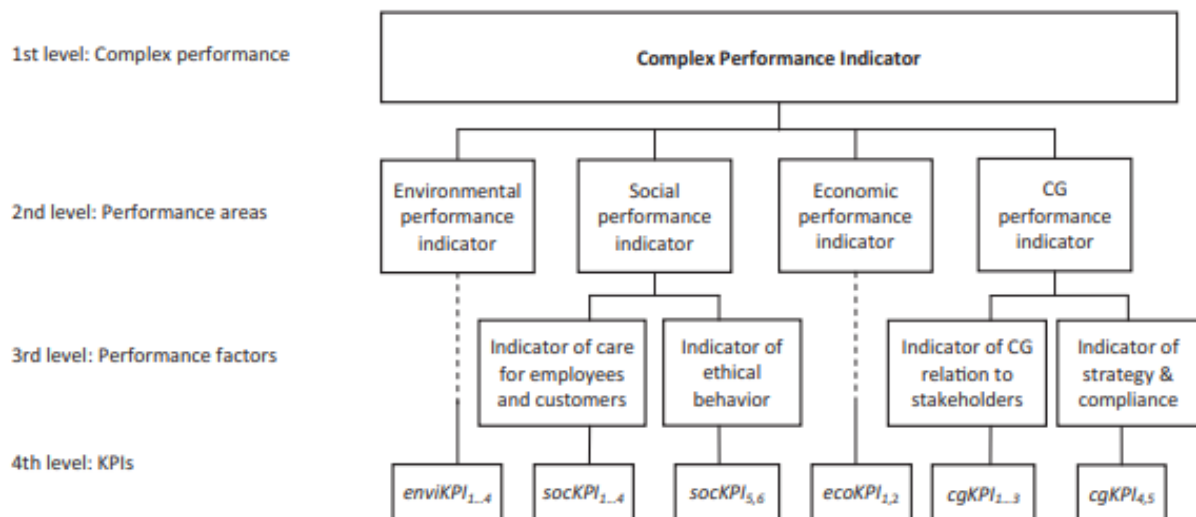 1st level: Complex performance
Complex Performance Indicator
2nd level: Performance areas
Environmental
performance
indicator
Social
performance
indicator
Economic
performance
indicator
CG
performance
indicator
3rd level: Performance factors
Indicator of care
for employees
and customers
Indicator of
ethical
behavior
Indicator of CG
relation to
stakeholders
Indicator of
strategy &
compliance
4th level: KPIs
enviKPI1...4
socKPI1...4
socKPI5,6
ecoKPI1,2
cgKPI1...3
cgKPI4,5